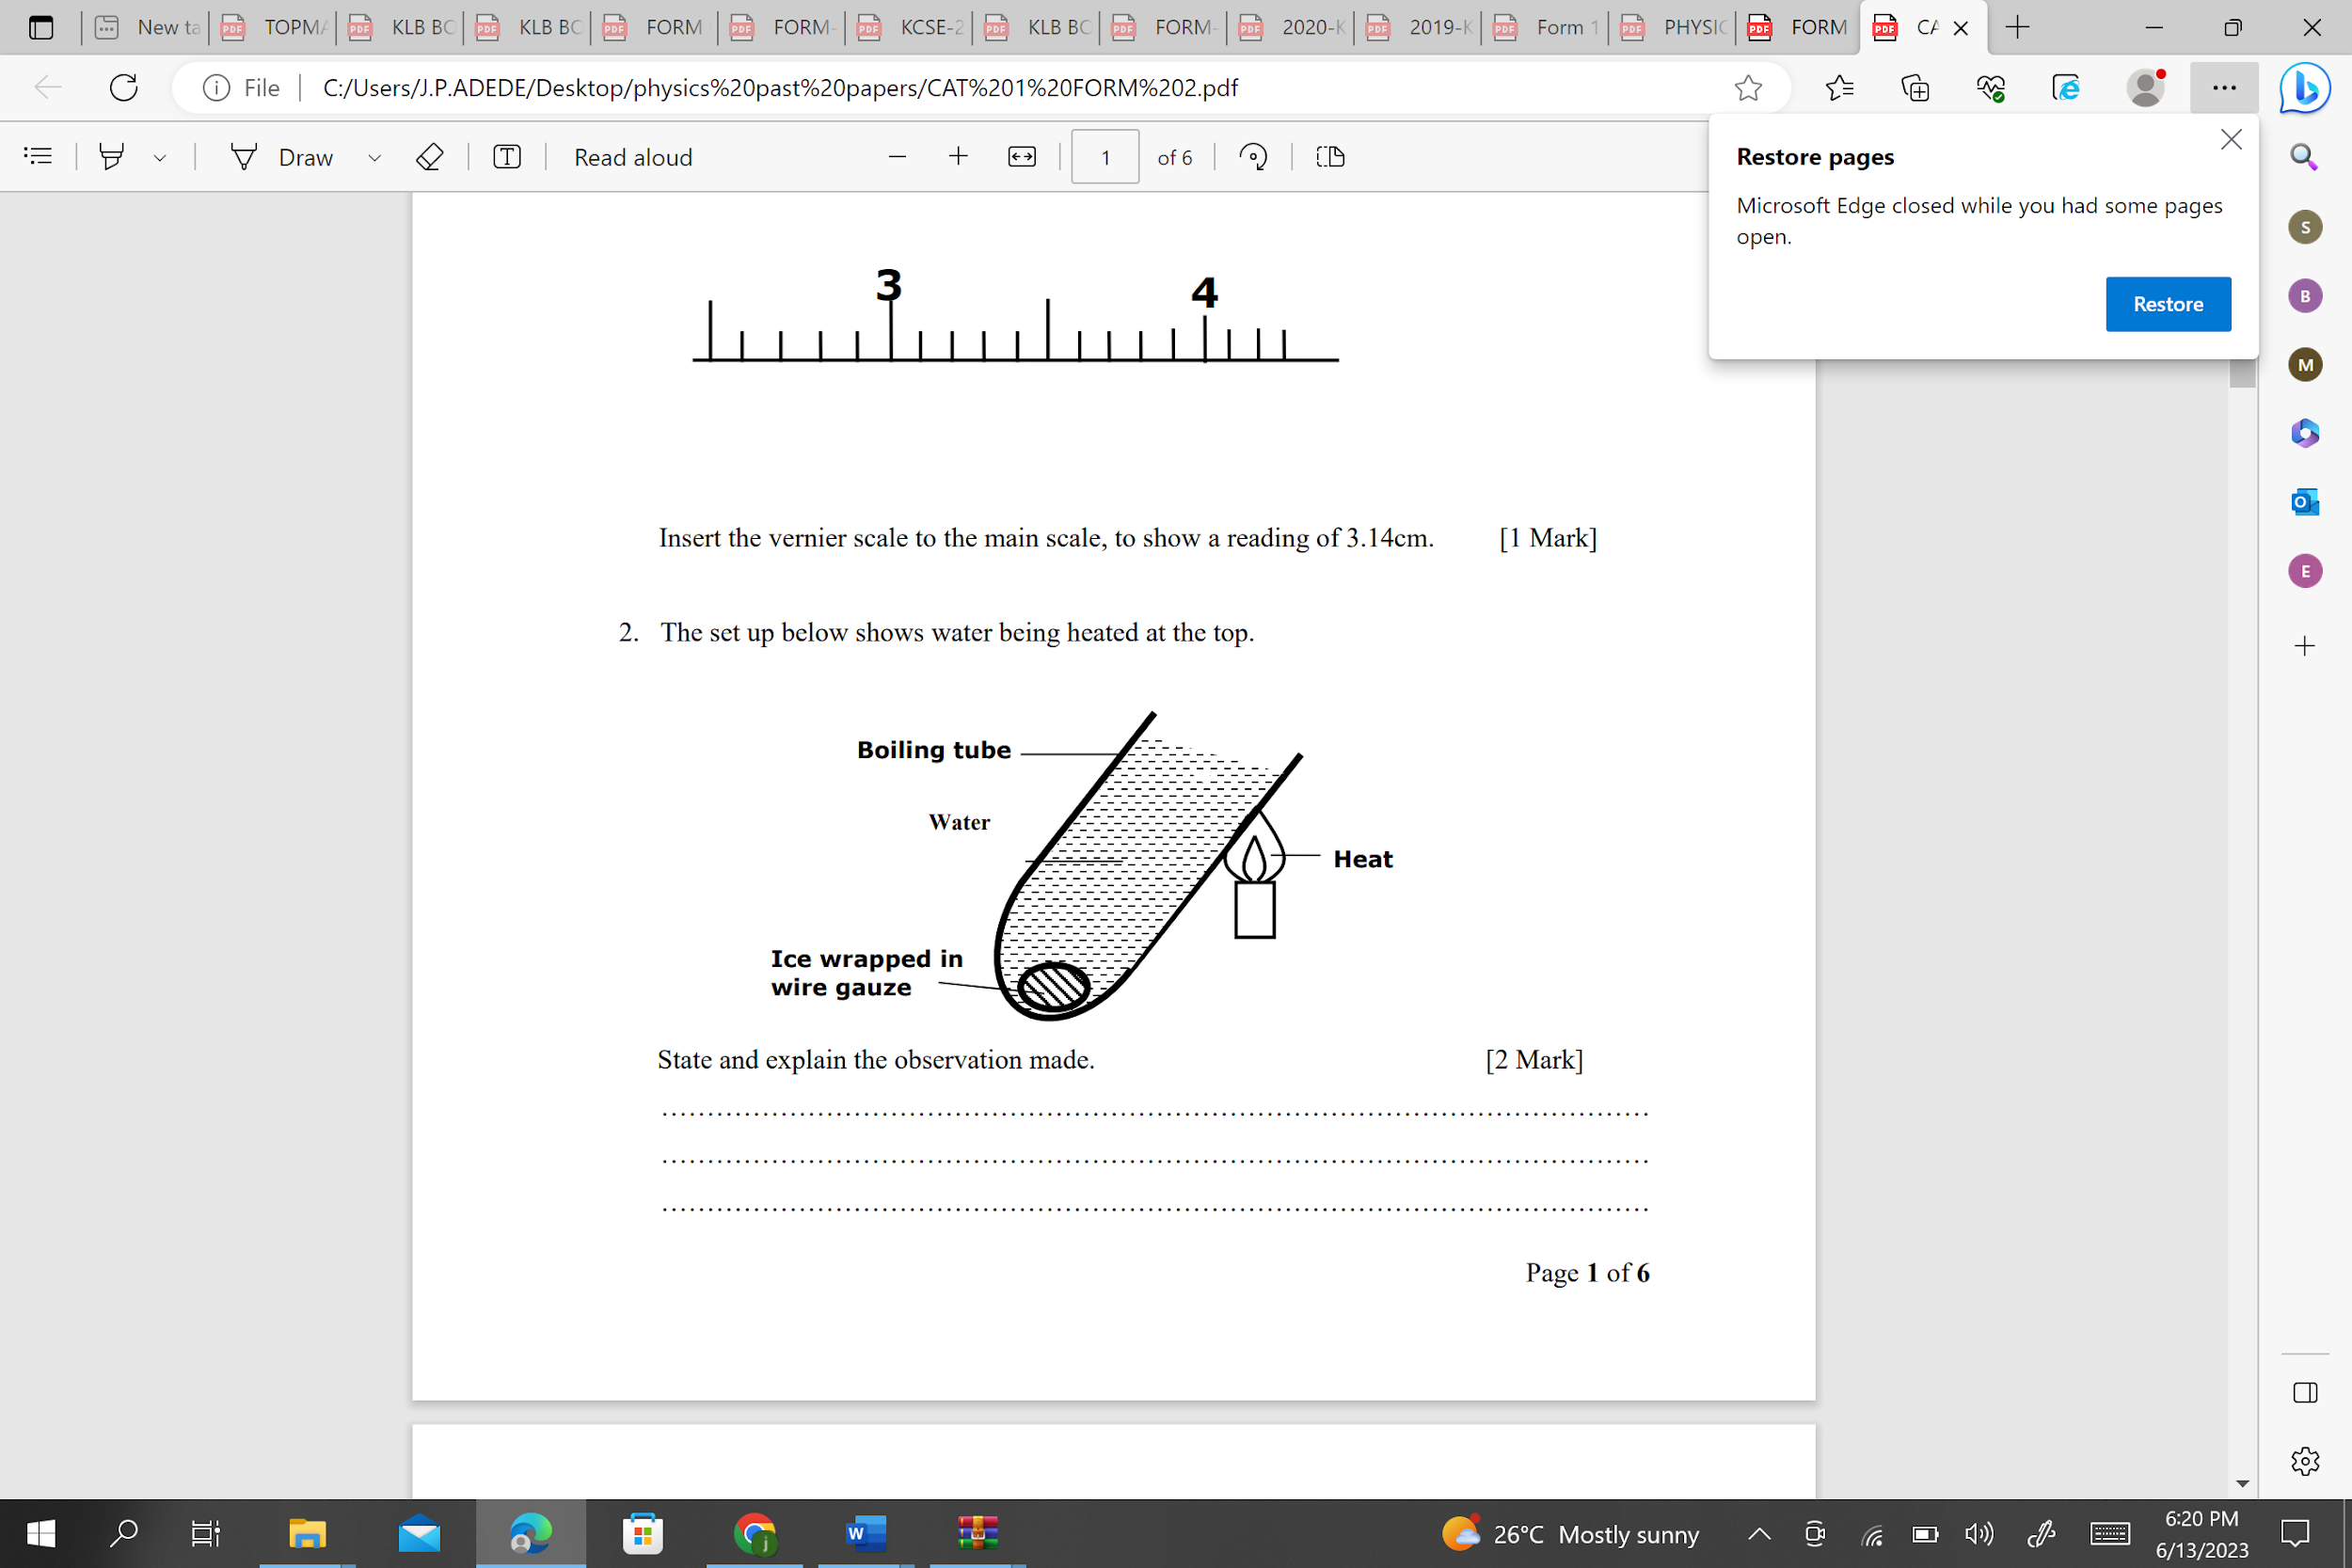 New ta
TOPMA
KLB BO
KLB BO
FORM
FORM-
KCSE-2
KLB BO
FORM-
2020-K
2019-K
Form 1
PHYSIC
FORM
CA
File
C:/Users/J.P.ADEDE/Desktop/physics%20past%20papers/CAT%201%20FORM%202.pdf
Draw
Read aloud
1
of 6
Restore pages
Microsoft Edge closed while you had some pages
open.
Restore
S
B
M
E
3
4
Insert the vernier scale to the main scale, to show a reading of 3.14cm. [1 Mark]
2. The set up below shows water being heated at the top.
Boiling tube
Water
Heat
Ice wrapped in
wire gauze
State and explain the observation made. [2 Mark]
Page 1 of 6
26°C Mostly sunny
6:20 PM
6/13/2023